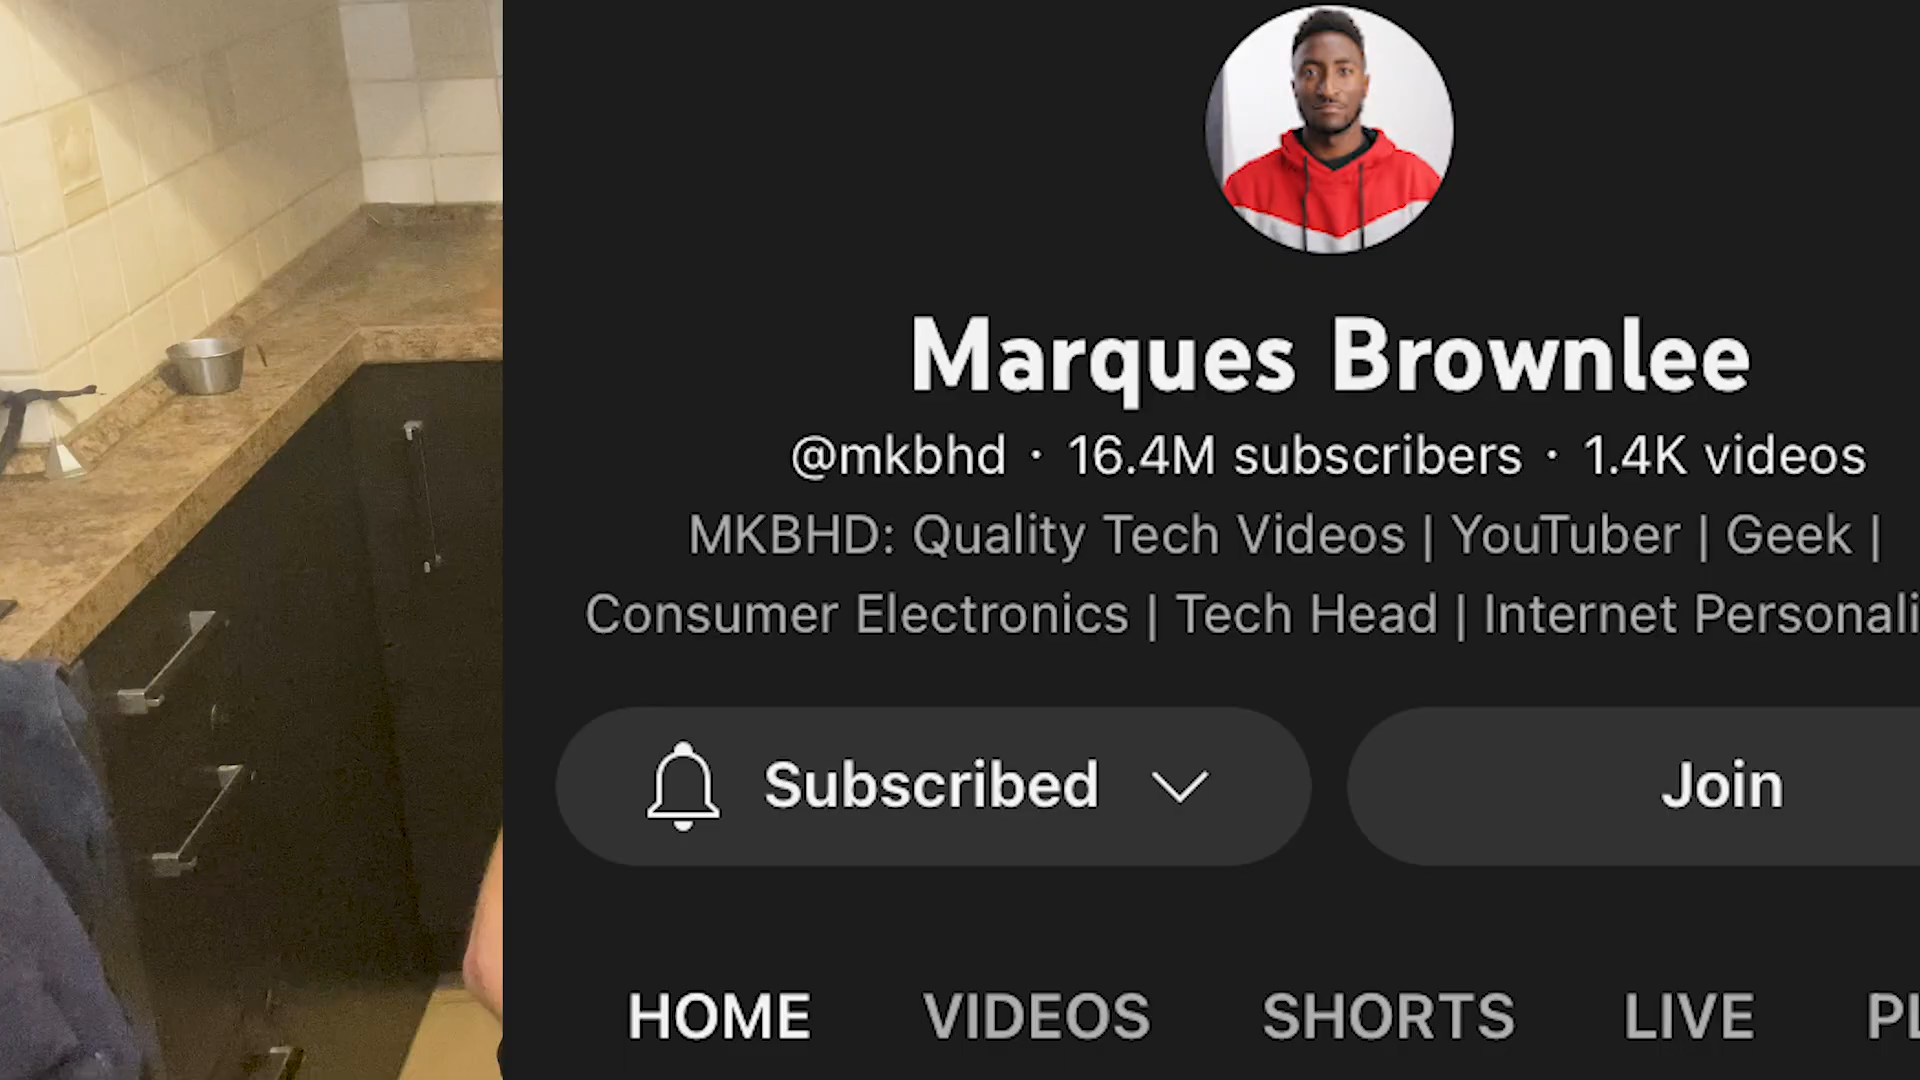 Marques Brownlee
@mkbhd · 16.4M subscribers · 1.4K videos
MKBHD: Quality Tech Videos | YouTuber | Geek |
Consumer Electronics | Tech Head | Internet Personali
Subscribed
Join
HOME VIDEOS SHORTS LIVE PL